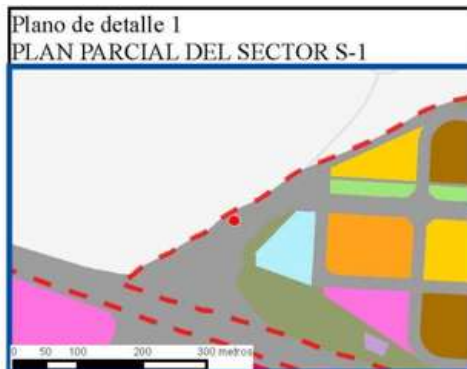 Plano de detalle 1
PLAN PARCIAL DEL SECTOR S-1
0 50 100 200 300 metros